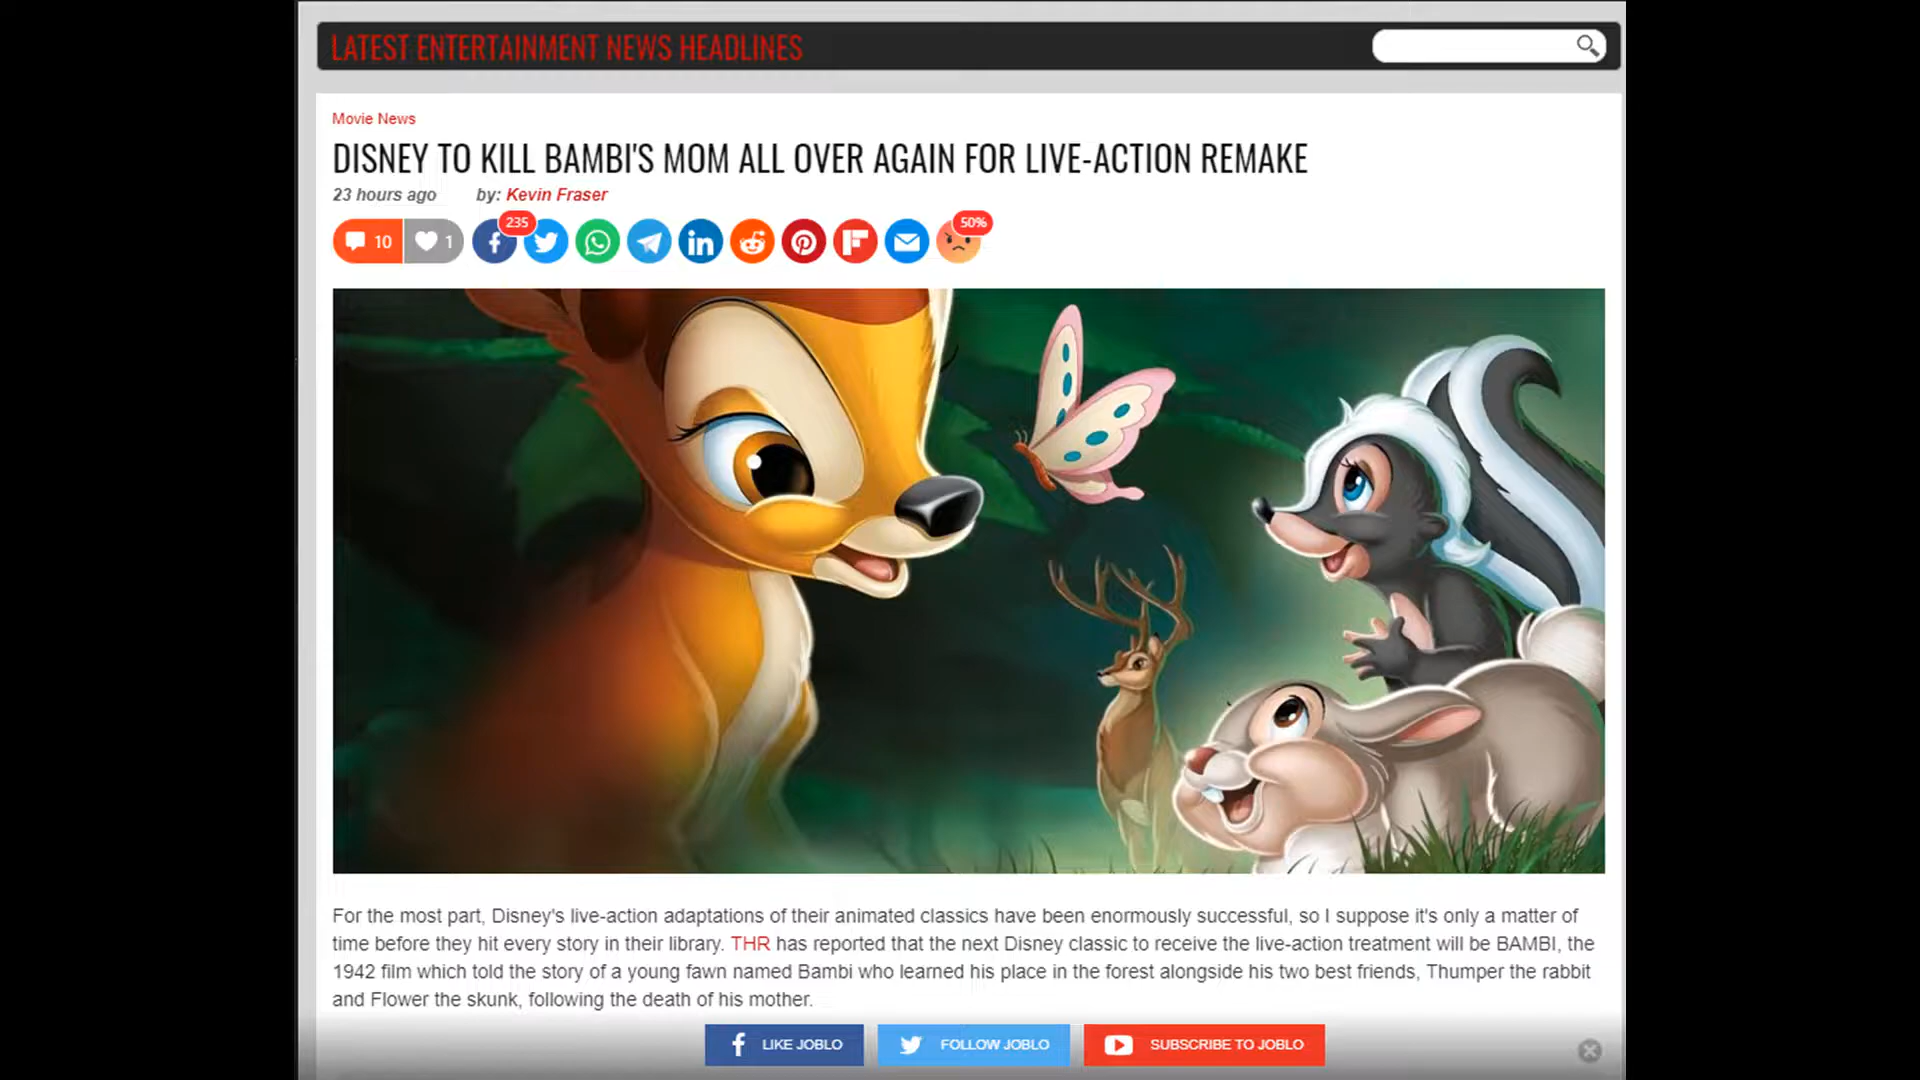 LATEST ENTERTAINMENT NEWS HEADLINES
Movie News
DISNEY TO KILL BAMBI'S MOM ALL OVER AGAIN FOR LIVE-ACTION REMAKE
23 hours ago by: Kevin Fraser
10 1 235 50%
For the most part, Disney's live-action adaptations of their animated classics have been enormously successful, so I suppose it's only a matter of
time before they hit every story in their library. THR has reported that the next Disney classic to receive the live-action treatment will be BAMBI, the
1942 film which told the story of a young fawn named Bambi who learned his place in the forest alongside his two best friends, Thumper the rabbit
and Flower the skunk, following the death of his mother.
LIKE JOBLO FOLLOW JOBLO SUBSCRIBE TO JOBLO